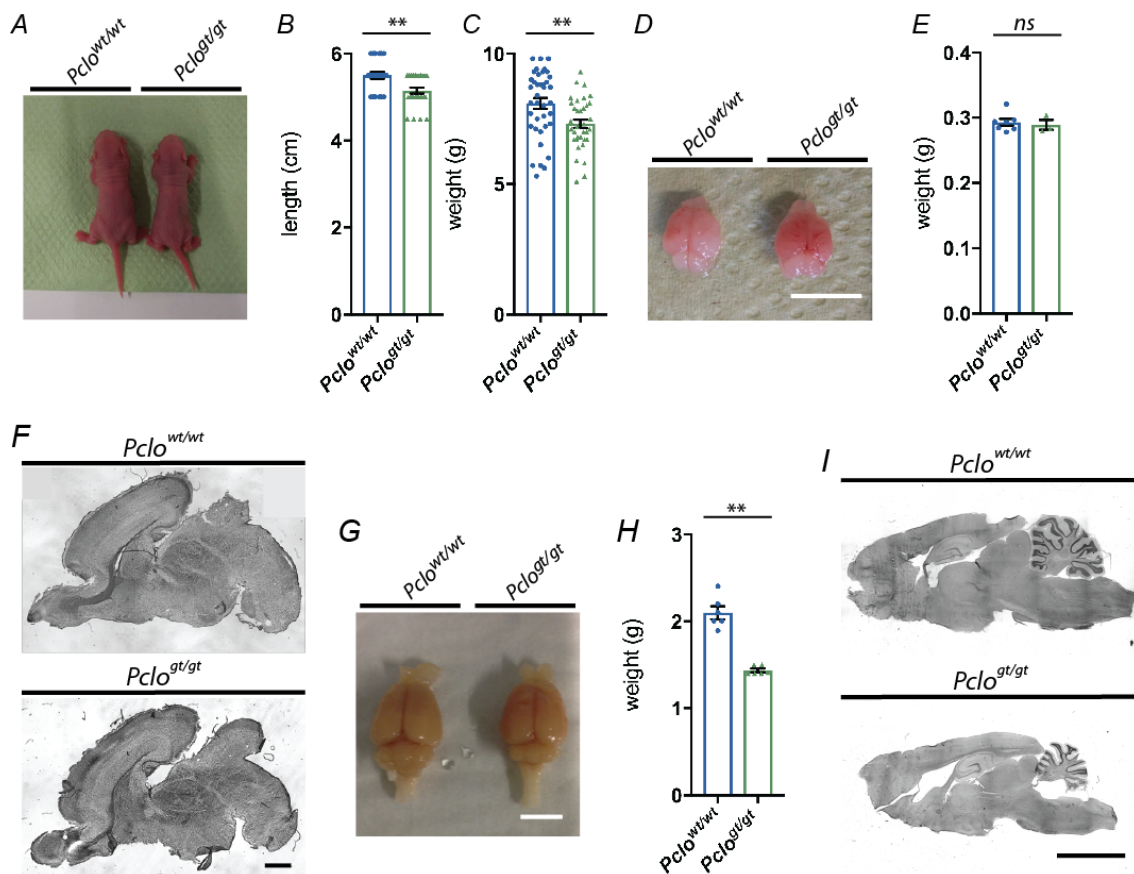 A
Pclo^wt/wt
Pclo^gt/gt
B
**
length (cm)
6
4
2
0
Pclo^wt/wt
Pclo^gt/gt
C
**
weight (g)
10
5
0
Pclo^wt/wt
Pclo^gt/gt
D
Pclo^wt/wt
Pclo^gt/gt
E
ns
weight (g)
0.4
0.3
0.2
0.1
0.0
Pclo^wt/wt
Pclo^gt/gt
F
Pclo^wt/wt
Pclo^gt/gt
G
Pclo^wt/wt
Pclo^gt/gt
H
**
weight (g)
3
2
1
0
Pclo^wt/wt
Pclo^gt/gt
I
Pclo^wt/wt
Pclo^gt/gt